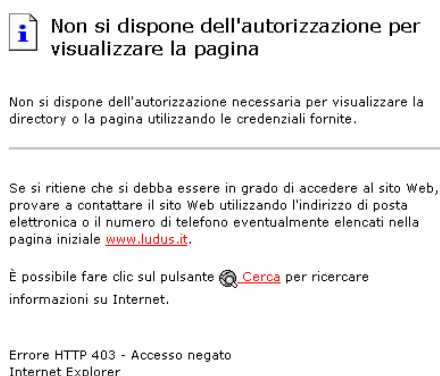 Non si dispone dell'autorizzazione per
visualizzare la pagina
Non si dispone dell'autorizzazione necessaria per visualizzare la
directory o la pagina utilizzando le credenziali fornite.
Se si ritiene che si debba essere in grado di accedere al sito Web,
provare a contattare il sito Web utilizzando l'indirizzo di posta
elettronica o il numero di telefono eventualmente elencati nella
pagina iniziale www.ludus.it.
È possibile fare clic sul pulsante Cerca per ricercare
informazioni su Internet.
Errore HTTP 403 - Accesso negato
Internet Explorer